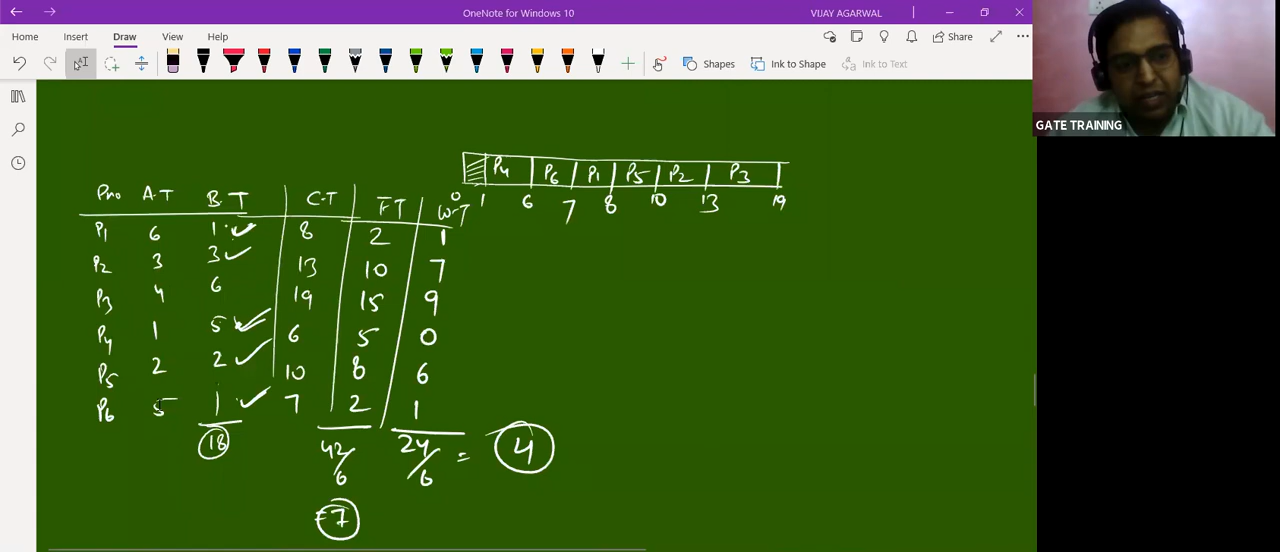 OneNote for Windows 10
VIJAY AGARWAL
Home Insert Draw View Help
Share
Shapes Ink to Shape Ink to Text
GATE TRAINING
P4 P6 P1 P5 P2 P3
0 1 6 7 8 10 13 19
Pno A.T B.T C.T T.T W.T
P1 6 1 8 2 1
P2 3 3 13 10 7
P3 4 6 19 15 9
P4 1 5 6 5 0
P5 2 2 10 8 6
P6 5 1 7 2 1
18 42/6 24/6 = 4
=7